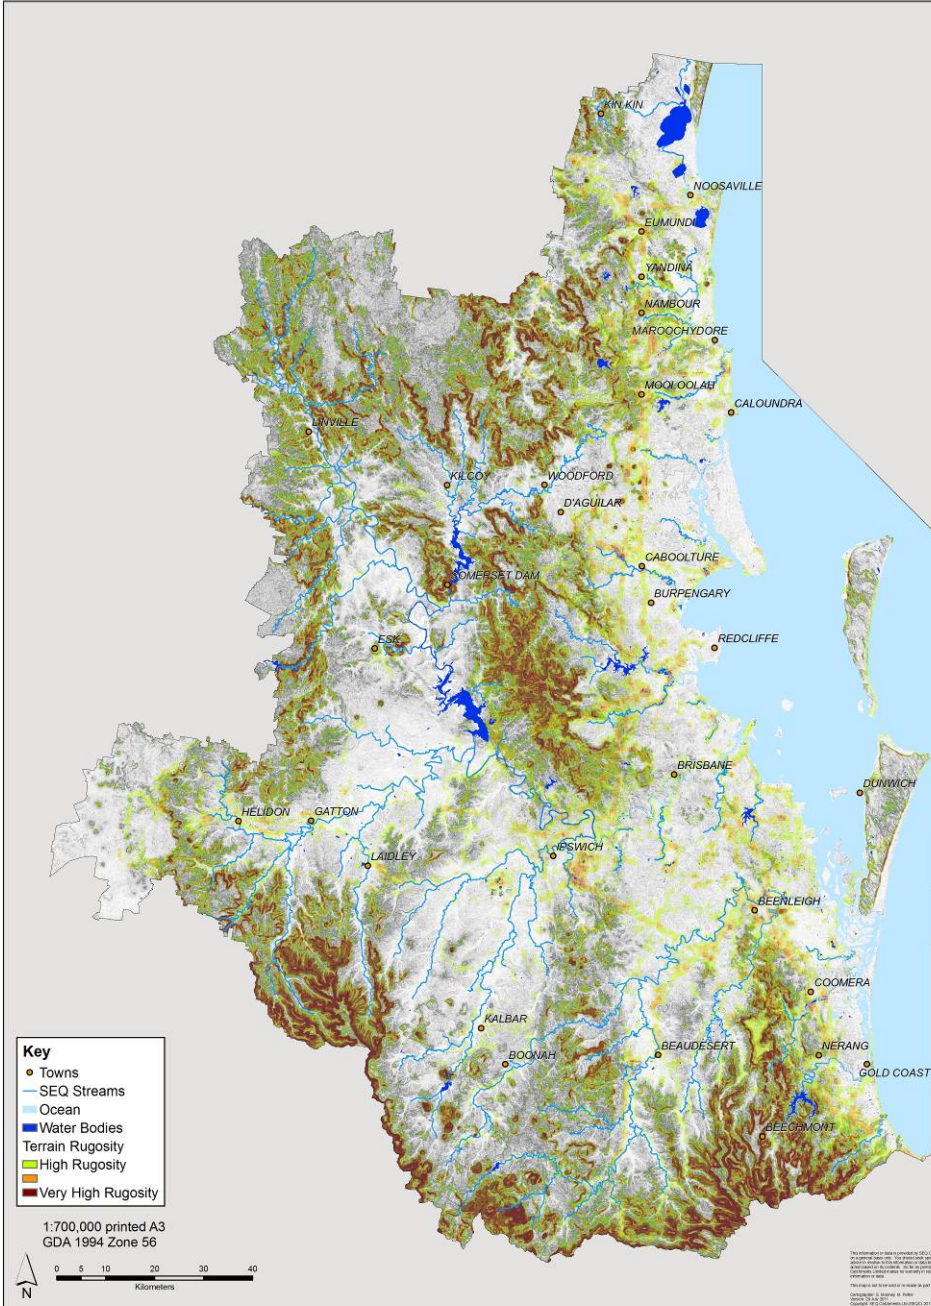 KIN KIN
NOOSAVILLE
EUMUNDI
YANDINA
NAMBOUR
MAROOCHYDORE
MOOLOOLAH
CALOUNDRA
LINVILLE
KILCOY
WOODFORD
D'AGUILAR
CABOOLTURE
SOMERSET DAM
BURPENGARY
ESK
REDCLIFFE
BRISBANE
DUNWICH
HELIDON
GATTON
LAIDLEY
IPSWICH
BEENLEIGH
COOMERA
KALBAR
BOONAH
BEAUDESERT
NERANG
GOLD COAST
BEECHMONT
Key
Towns
SEQ Streams
Ocean
Water Bodies
Terrain Rugosity
High Rugosity
Very High Rugosity
1:700,000 printed A3
GDA 1994 Zone 56
N
0 5 10 20 30 40
Kilometers